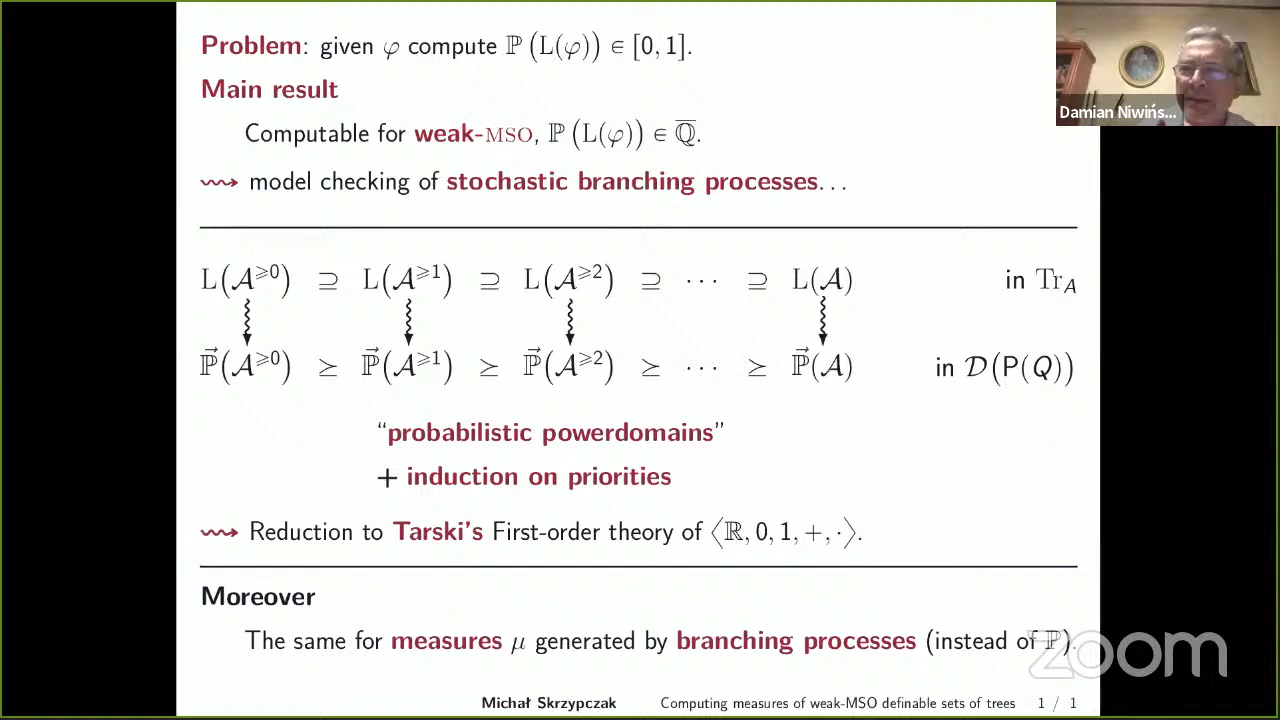 Problem: given φ compute ℙ(L(φ)) ∈ [0, 1].
Main result
Computable for weak-MSO, ℙ(L(φ)) ∈ ℚ̅.
⇝ model checking of stochastic branching processes...
L(𝒜^{⩾0}) ⊇ L(𝒜^{⩾1}) ⊇ L(𝒜^{⩾2}) ⊇ ⋯ ⊇ L(𝒜) in Tr_A
ℙ⃗(𝒜^{⩾0}) ⪰ ℙ⃗(𝒜^{⩾1}) ⪰ ℙ⃗(𝒜^{⩾2}) ⪰ ⋯ ⪰ ℙ⃗(𝒜) in 𝒟(P(Q))
“probabilistic powerdomains”
+ induction on priorities
⇝ Reduction to Tarski's First-order theory of ⟨ℝ, 0, 1, +, ·⟩.
Moreover
The same for measures μ generated by branching processes (instead of ℙ).
Michał Skrzypczak Computing measures of weak-MSO definable sets of trees 1 / 1
Damian Niwińs...
zoom